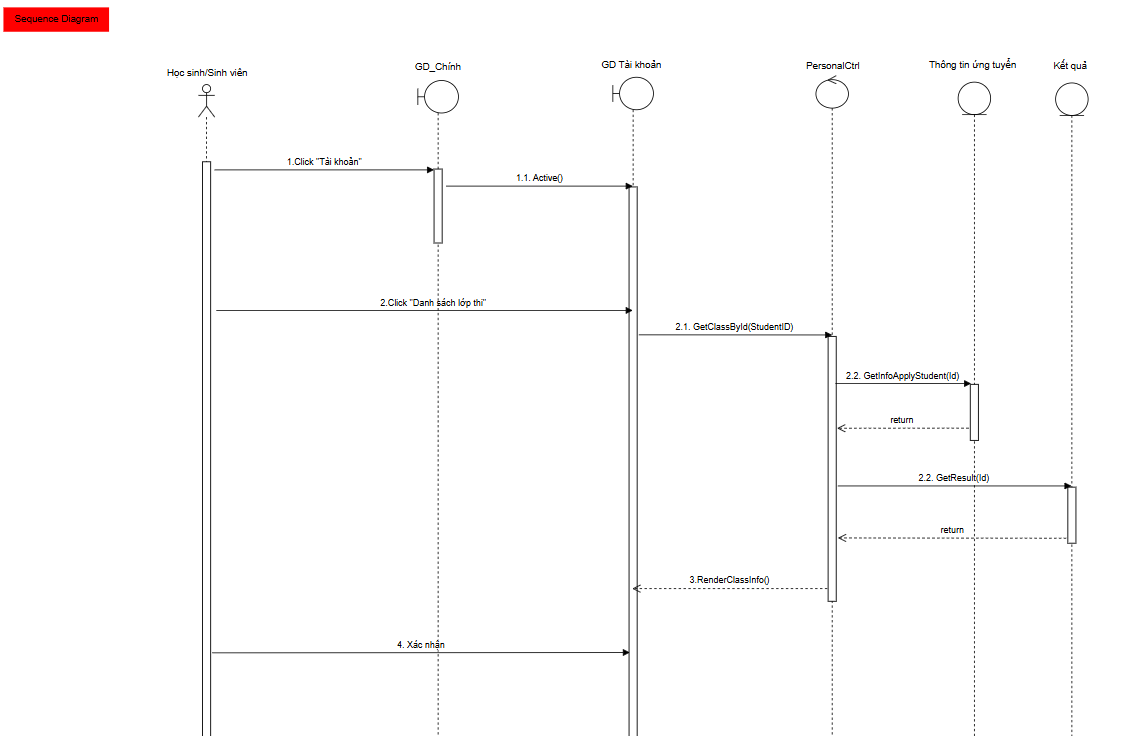 Sequence Diagram
Học sinh/Sinh viên
GD_Chính
GD Tài khoản
PersonalCtrl
Thông tin ứng tuyển
Kết quả
1.Click "Tài khoản"
1.1. Active()
2.Click "Danh sách lớp thi"
2.1. GetClassById(StudentID)
2.2. GetInfoApplyStudent(Id)
return
2.2. GetResult(Id)
return
3.RenderClassInfo()
4. Xác nhận